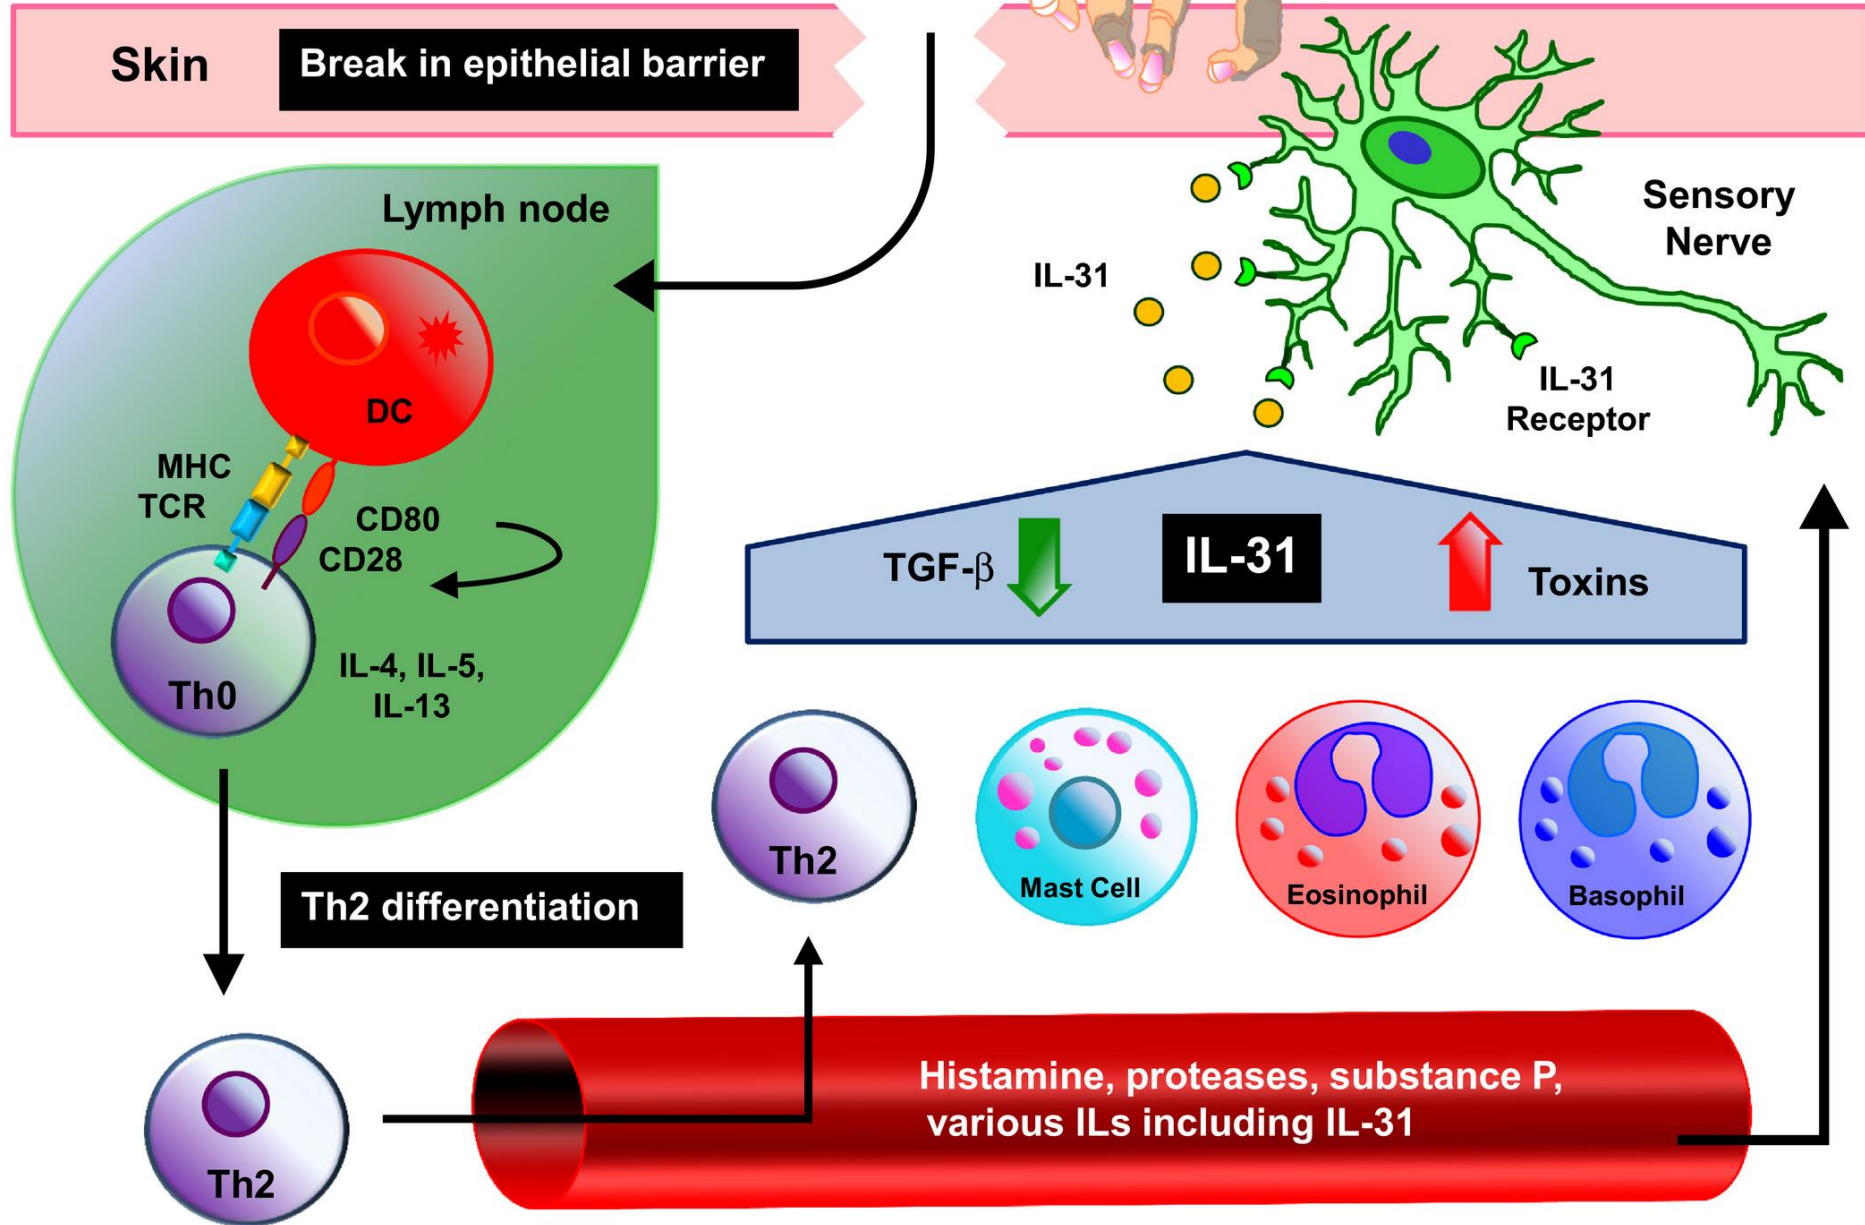 Skin
Break in epithelial barrier
Lymph node
DC
MHC
TCR
CD80
CD28
Th0
IL-4, IL-5,
IL-13
Th2 differentiation
Th2
Sensory
Nerve
IL-31
IL-31
Receptor
TGF-β
IL-31
Toxins
Th2
Mast Cell
Eosinophil
Basophil
Histamine, proteases, substance P,
various ILs including IL-31